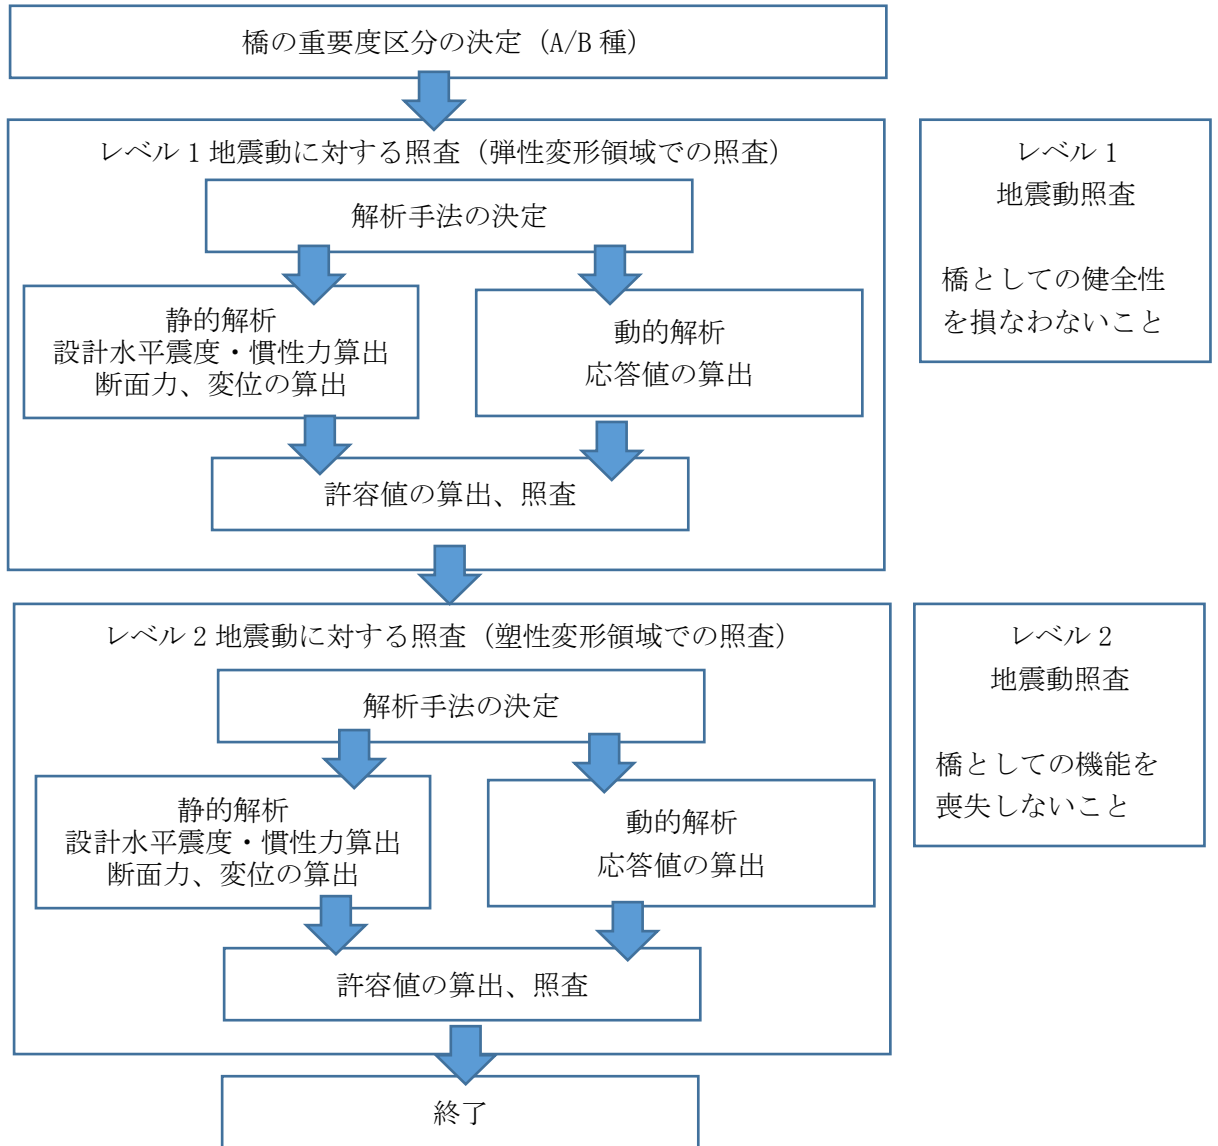 橋の重要度区分の決定（A/B 種）
レベル 1 地震動に対する照査（弾性変形領域での照査）
解析手法の決定
静的解析
設計水平震度・慣性力算出
断面力、変位の算出
動的解析
応答値の算出
許容値の算出、照査
レベル 1
地震動照査
橋としての健全性
を損なわないこと
レベル 2 地震動に対する照査（塑性変形領域での照査）
解析手法の決定
静的解析
設計水平震度・慣性力算出
断面力、変位の算出
動的解析
応答値の算出
許容値の算出、照査
レベル 2
地震動照査
橋としての機能を
喪失しないこと
終了